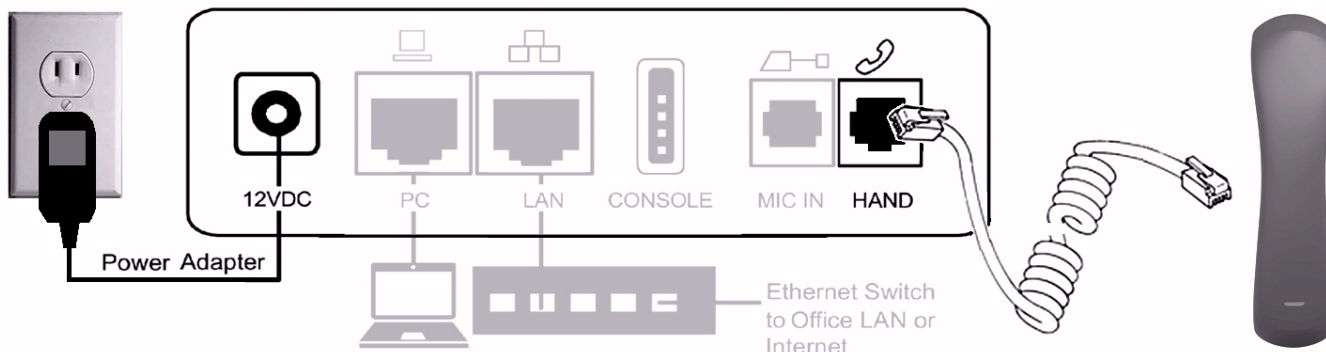 12VDC
PC
LAN
CONSOLE
MIC IN
HAND
Power Adapter
Ethernet Switch
to Office LAN or
Internet